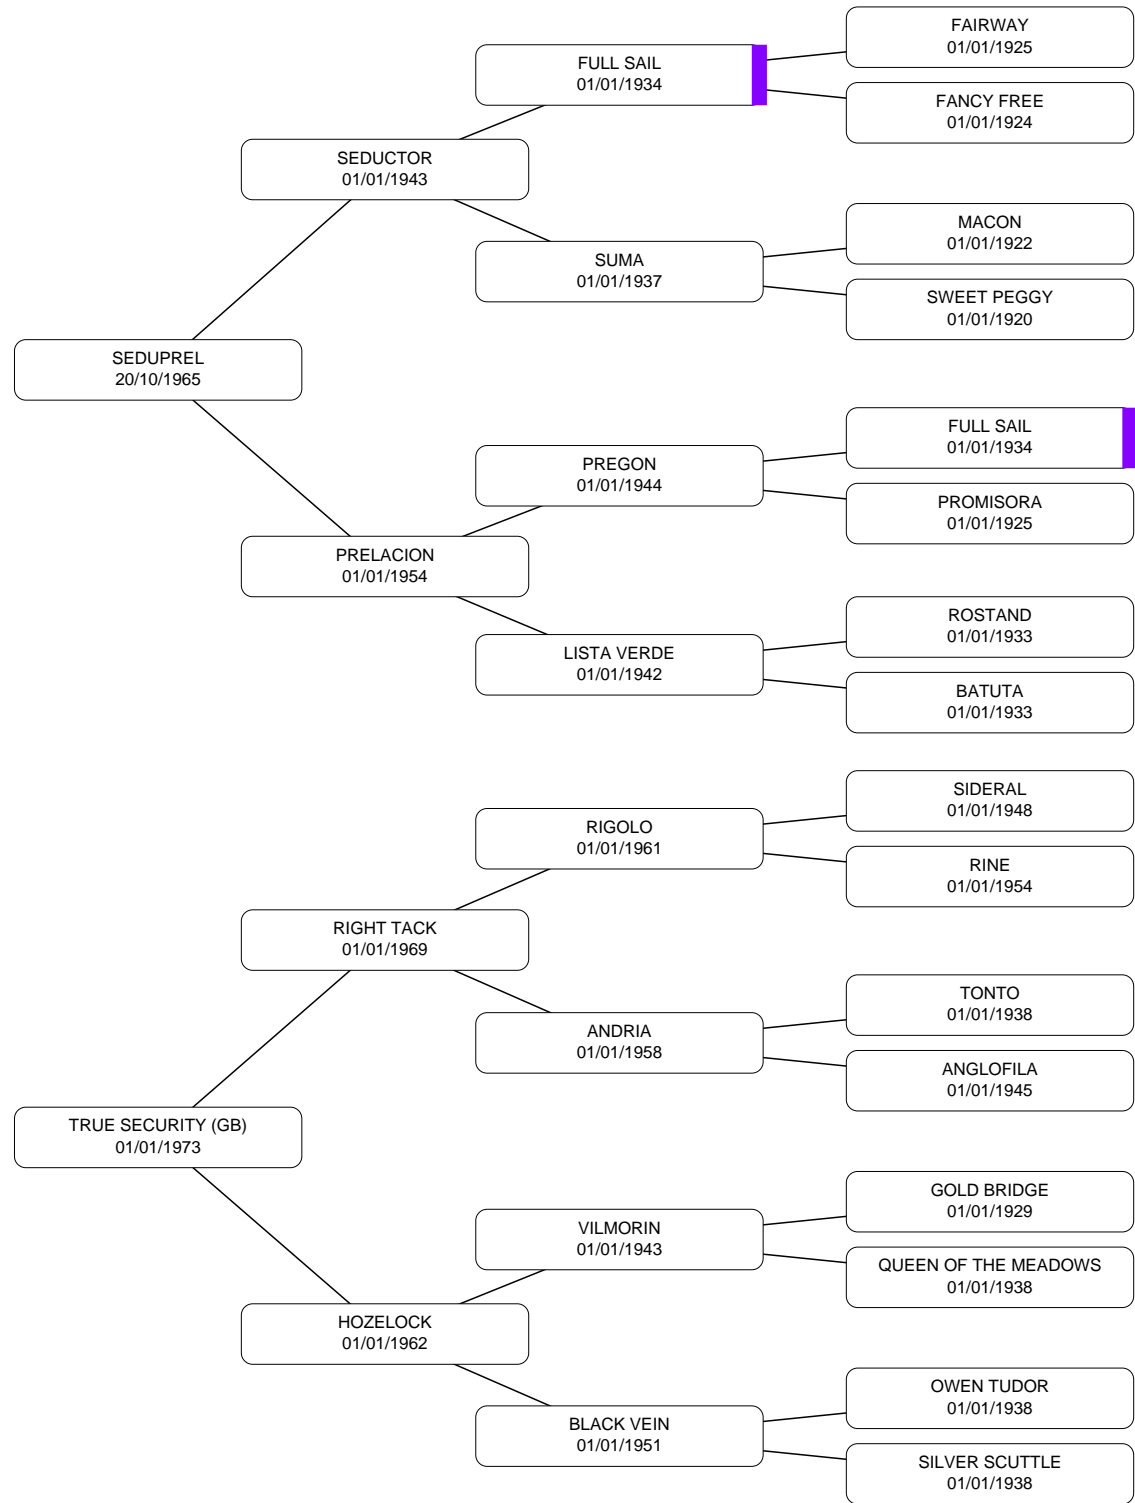 FAIRWAY
01/01/1925
FULL SAIL
01/01/1934
FANCY FREE
01/01/1924
SEDUCTOR
01/01/1943
MACON
01/01/1922
SUMA
01/01/1937
SWEET PEGGY
01/01/1920
SEDUPREL
20/10/1965
FULL SAIL
01/01/1934
PREGON
01/01/1944
PROMISORA
01/01/1925
PRELACION
01/01/1954
ROSTAND
01/01/1933
LISTA VERDE
01/01/1942
BATUTA
01/01/1933
SIDERAL
01/01/1948
RIGOLO
01/01/1961
RINE
01/01/1954
RIGHT TACK
01/01/1969
TONTO
01/01/1938
ANDRIA
01/01/1958
ANGLOFILA
01/01/1945
TRUE SECURITY (GB)
01/01/1973
GOLD BRIDGE
01/01/1929
VILMORIN
01/01/1943
QUEEN OF THE MEADOWS
01/01/1938
HOZELOCK
01/01/1962
OWEN TUDOR
01/01/1938
BLACK VEIN
01/01/1951
SILVER SCUTTLE
01/01/1938